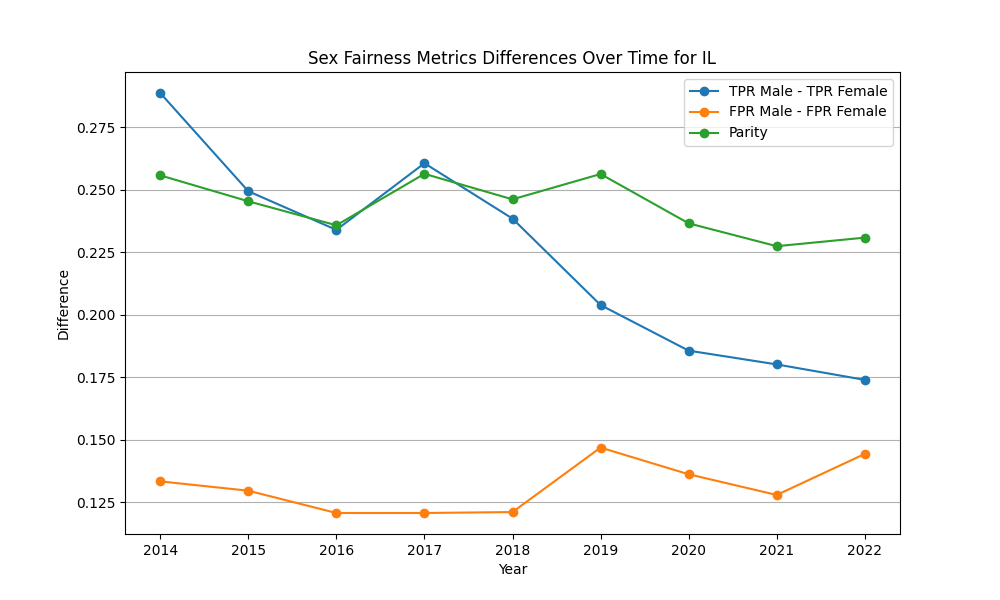 Sex Fairness Metrics Differences Over Time for IL
TPR Male - TPR Female
FPR Male - FPR Female
Parity
0.275
0.250
0.225
0.200
0.175
0.150
0.125
Difference
2014 2015 2016 2017 2018 2019 2020 2021 2022
Year